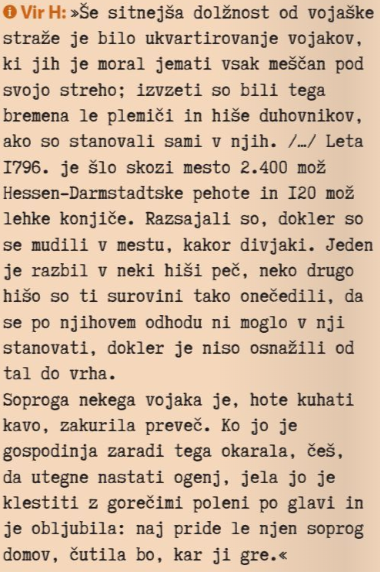 i Vir H: »Še sitnejša dolžnost od vojaške
straže je bilo ukvartirovanje vojakov,
ki jih je moral jemati vsak meščan pod
svojo streho; izvzeti so bili tega
bremena le plemiči in hiše duhovnikov,
ako so stanovali sami v njih. /…/ Leta
1796. je šlo skozi mesto 2.400 mož
Hessen-Darmstadtske pehote in 120 mož
lehke konjiče. Razsajali so, dokler so
se mudili v mestu, kakor divjaki. Jeden
je razbil v neki hiši peč, neko drugo
hišo so ti surovini tako onečedili, da
se po njihovem odhodu ni moglo v nji
stanovati, dokler je niso osnažili od
tal do vrha.
Soproga nekega vojaka je, hote kuhati
kavo, zakurila preveč. Ko jo je
gospodinja zaradi tega okarala, češ,
da utegne nastati ogenj, jela jo je
klestiti z gorečimi poleni po glavi in
je obljubila: naj pride le njen soprog
domov, čutila bo, kar ji gre.«